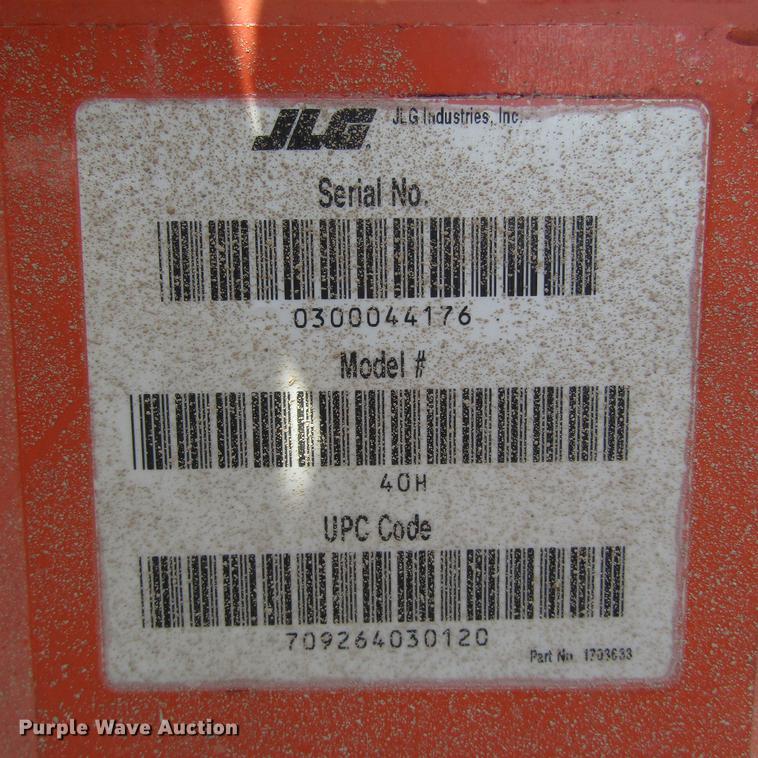 JLG JLG Industries, Inc.
Serial No.
0300044176
Model #
40H
UPC Code
709264030120
Part No. 1703633
Purple Wave Auction